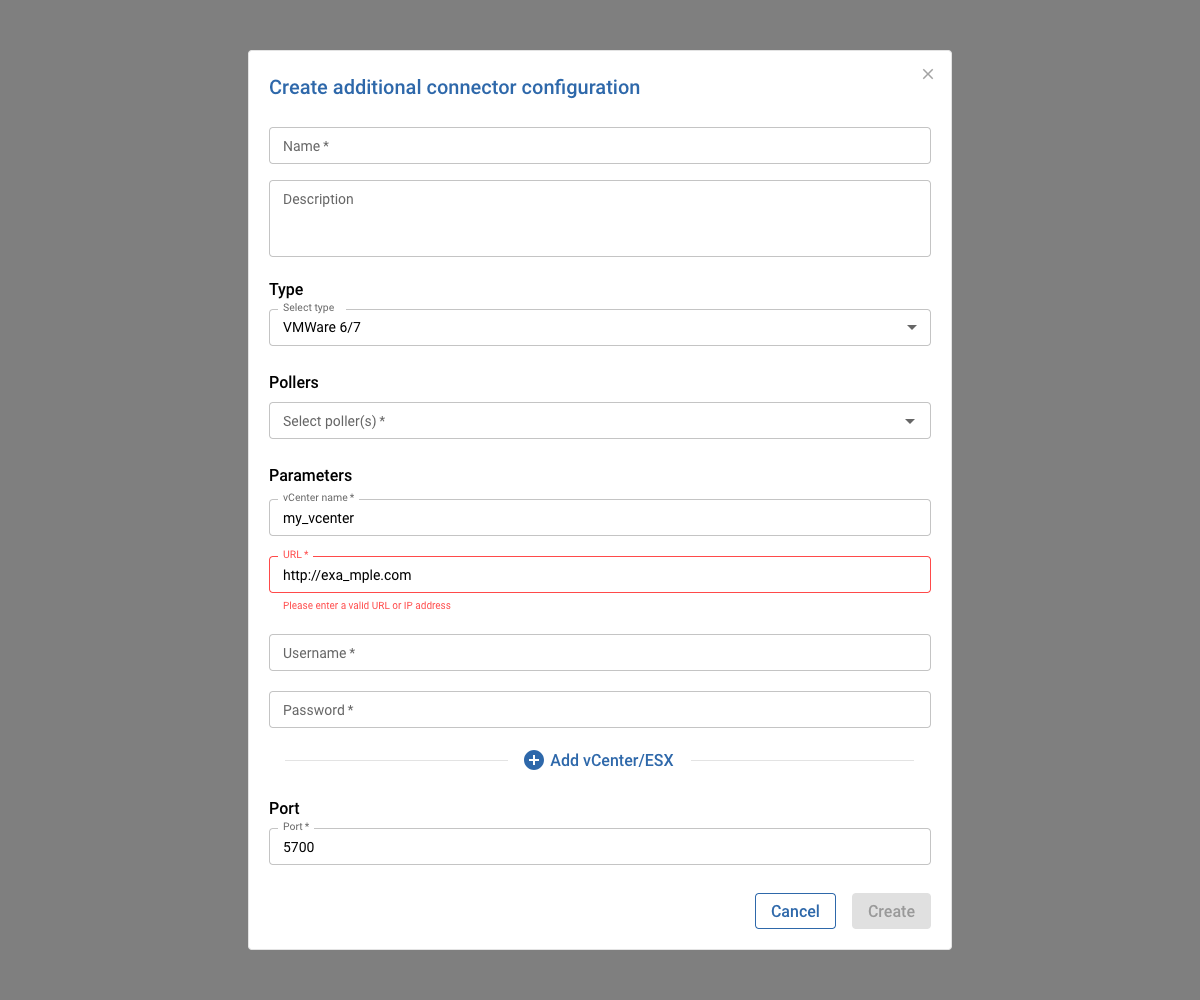 Create additional connector configuration
Name *
Description
Type
Select type
VMWare 6/7
Pollers
Select poller(s) *
Parameters
vCenter name *
my_vcenter
URL *
http://exa_mple.com
Please enter a valid URL or IP address
Username *
Password *
Add vCenter/ESX
Port
Port *
5700
Cancel
Create